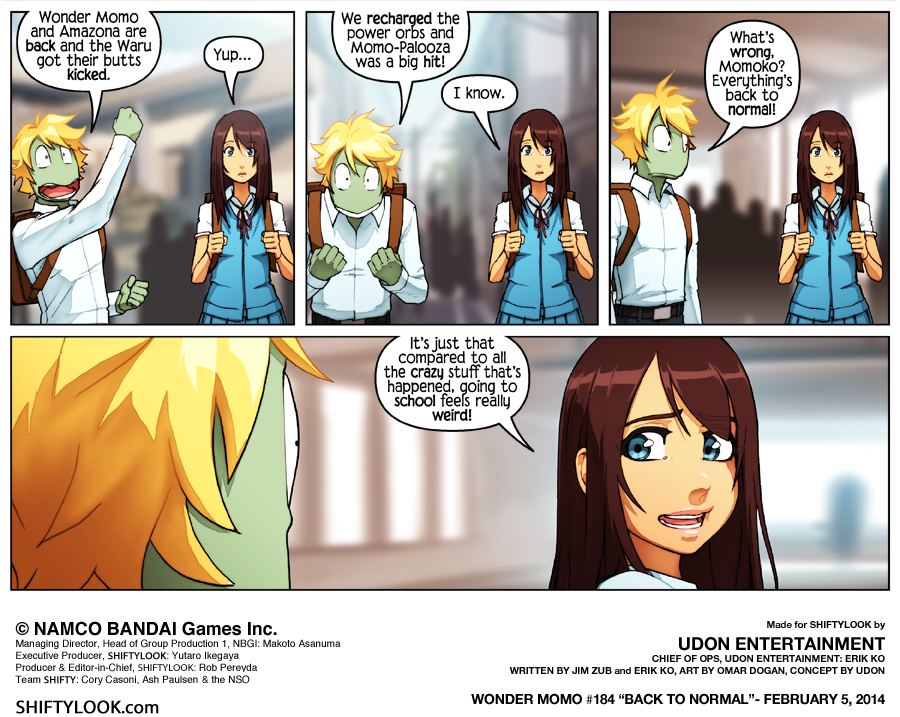 Wonder Momo
and Amazona are
back and the Waru
got their butts
kicked.
Yup...
We recharged the
power orbs and
Momo-Palooza
was a big hit!
I know.
What's
wrong,
Momoko?
Everything's
back to
normal!
It's just that
compared to all
the crazy stuff that's
happened, going to
school feels really
weird!
© NAMCO BANDAI Games Inc.
Managing Director, Head of Group Production 1, NBGI: Makoto Asanuma
Executive Producer, SHIFTYLOOK: Yutaro Ikegaya
Producer & Editor-in-Chief, SHIFTYLOOK: Rob Pereyda
Team SHIFTY: Cory Casoni, Ash Paulsen & the NSO
SHIFTYLOOK.com
Made for SHIFTYLOOK by
UDON ENTERTAINMENT
CHIEF OF OPS, UDON ENTERTAINMENT: ERIK KO
WRITTEN BY JIM ZUB and ERIK KO, ART BY OMAR DOGAN, CONCEPT BY UDON
WONDER MOMO #184 “BACK TO NORMAL”- FEBRUARY 5, 2014